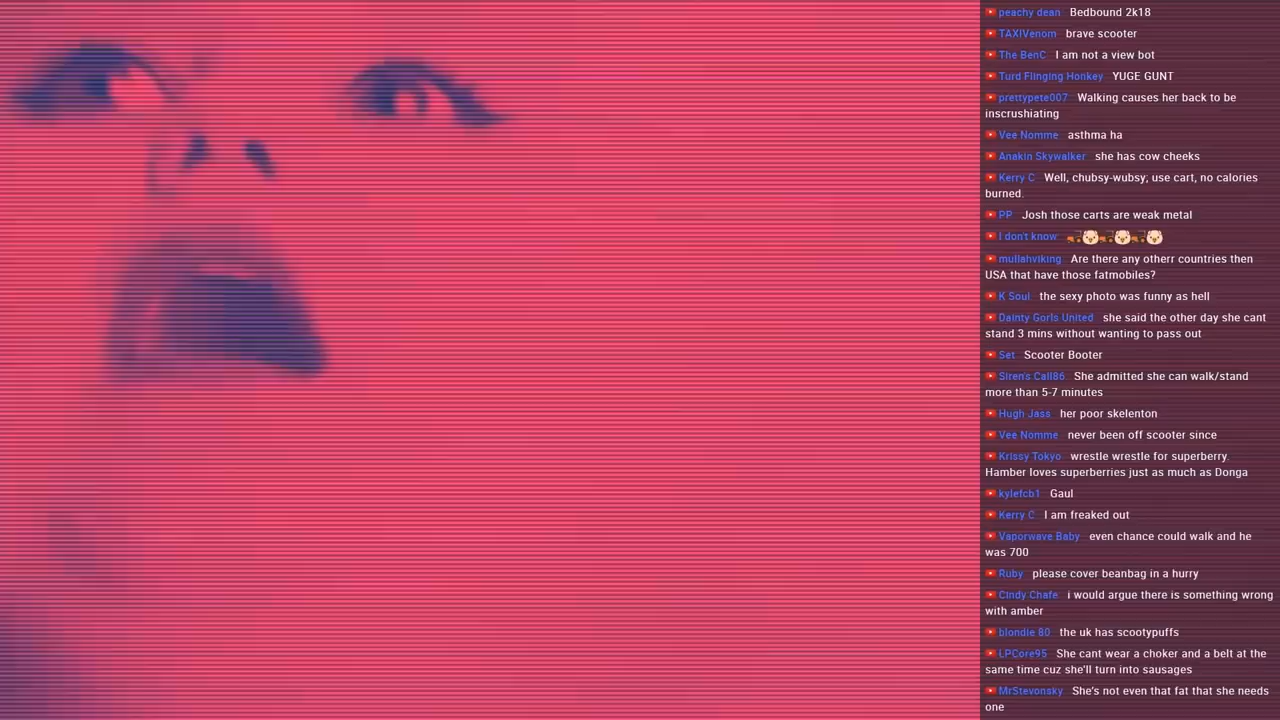 peachy dean Bedbound 2k18
TAXIVenom brave scooter
The BenC I am not a view bot
Turd Flinging Honkey YUGE GUNT
prettypete007 Walking causes her back to be
inscrushiating
Vee Nomme asthma ha
Anakin Skywalker she has cow cheeks
Kerry C Well, chubsy-wubsy, use cart, no calories
burned.
PP Josh those carts are weak metal
I don't know
mullahviking Are there any otherr countries then
USA that have those fatmobiles?
K Soul the sexy photo was funny as hell
Dainty Gorls United she said the other day she cant
stand 3 mins without wanting to pass out
Set Scooter Booter
Siren's Call86 She admitted she can walk/stand
more than 5-7 minutes
Hugh Jass her poor skelenton
Vee Nomme never been off scooter since
Krissy Tokyo wrestle wrestle for superberry.
Hamber loves superberries just as much as Donga
kylefcb1 Gaul
Kerry C I am freaked out
Vaporwave Baby even chance could walk and he
was 700
Ruby please cover beanbag in a hurry
Cindy Chafe i would argue there is something wrong
with amber
blondie 80 the uk has scootypuffs
LPCore95 She cant wear a choker and a belt at the
same time cuz she'll turn into sausages
MrStevonsky She's not even that fat that she needs
one